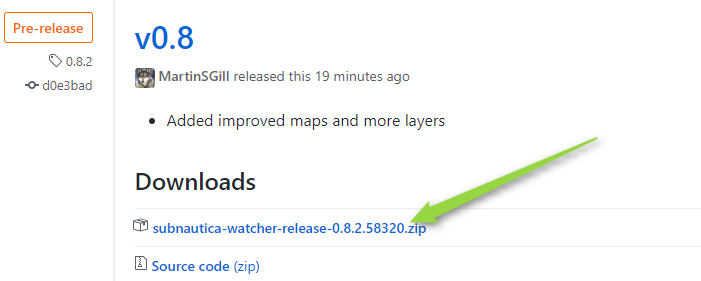 Pre-release
0.8.2
d0e3bad
v0.8
MartinSGill released this 19 minutes ago
Added improved maps and more layers
Downloads
subnautica-watcher-release-0.8.2.58320.zip
Source code (zip)